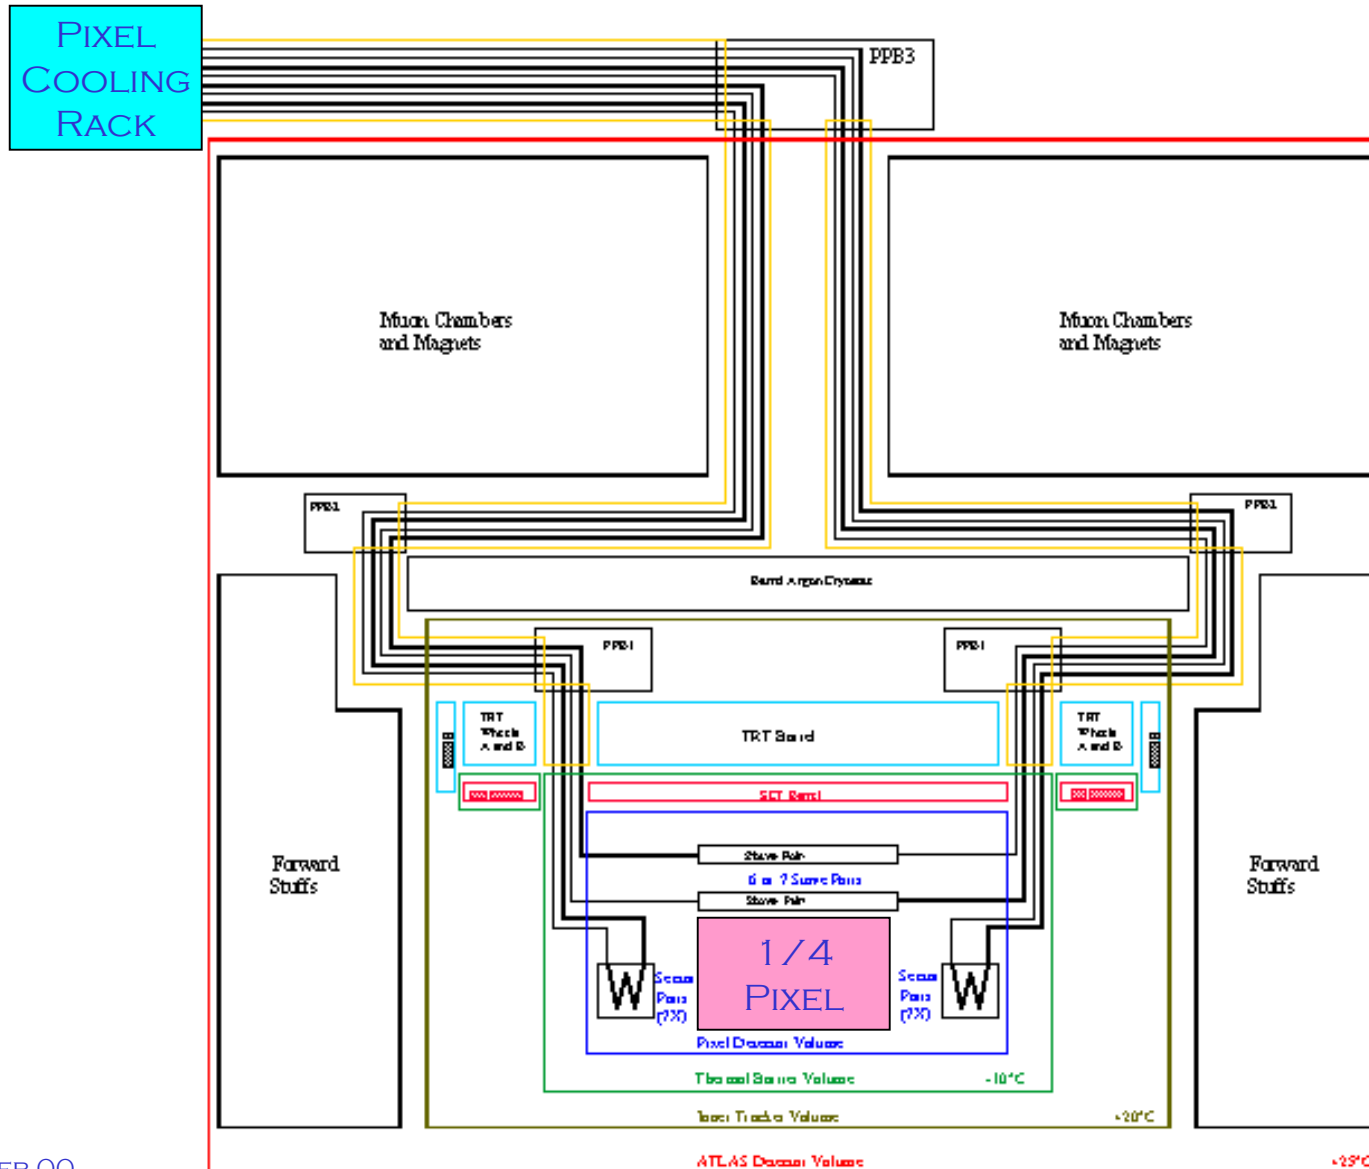 PIXEL
COOLING
RACK
PPB3
Muon Chambers
and Magnets
Muon Chambers
and Magnets
Barrel Argon Cryostat
PPB1
PPB1
TRT
Wheels
A and B
TRT Barrel
TRT
Wheels
A and B
SCT Barrel
Forward
Stuffs
Forward
Stuffs
Stave Pair
6 or 7 Stave Pairs
Stave Pair
1/4
PIXEL
W
W
Sector
Pairs
(2X)
Sector
Pairs
(2X)
Pixel Detector Volume
Thermal Barrier Volume
-10°C
Inner Tracker Volume
+20°C
ATLAS Detector Volume
+25°C